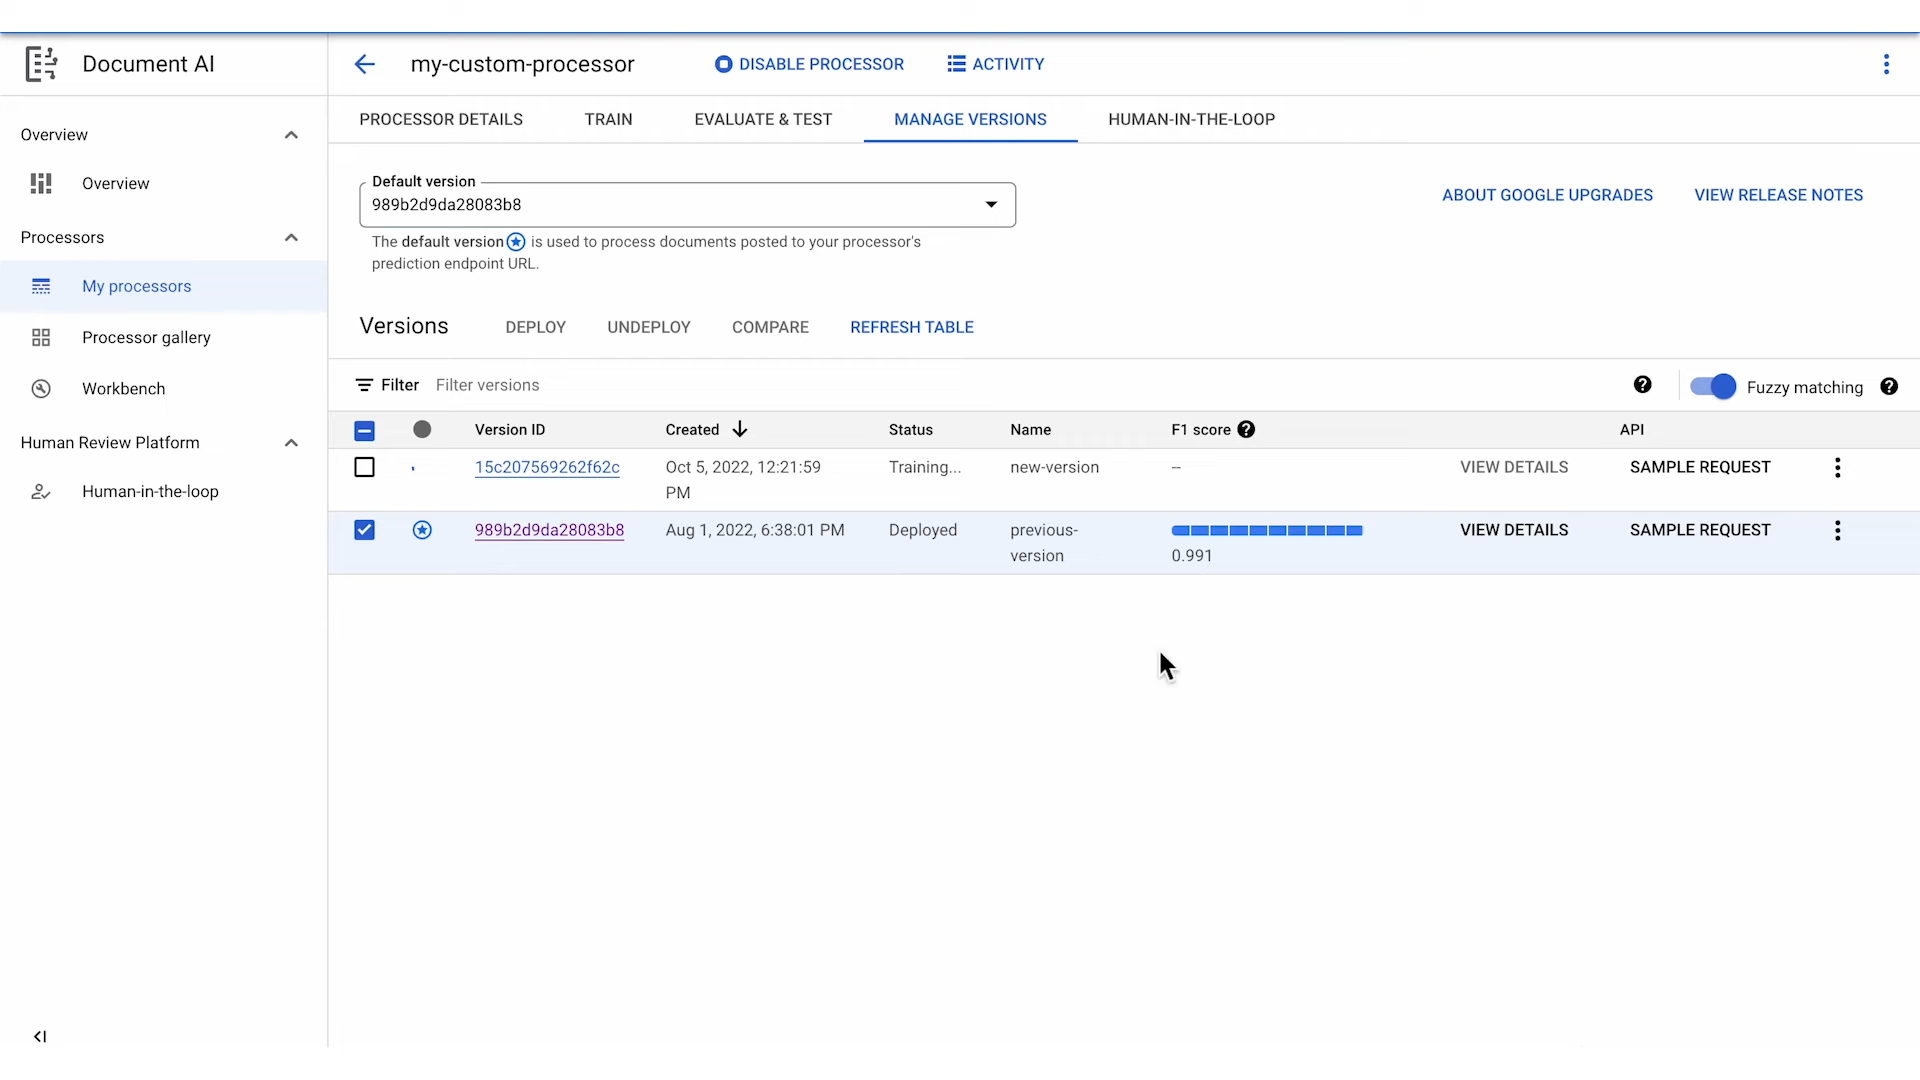 Document AI
my-custom-processor
DISABLE PROCESSOR
ACTIVITY
Overview
Overview
Processors
My processors
Processor gallery
Workbench
Human Review Platform
Human-in-the-loop
PROCESSOR DETAILS
TRAIN
EVALUATE & TEST
MANAGE VERSIONS
HUMAN-IN-THE-LOOP
Default version
989b2d9da28083b8
The default version is used to process documents posted to your processor's
prediction endpoint URL.
ABOUT GOOGLE UPGRADES
VIEW RELEASE NOTES
Versions
DEPLOY
UNDEPLOY
COMPARE
REFRESH TABLE
Filter
Filter versions
Fuzzy matching
Version ID
Created
Status
Name
F1 score
API
15c207569262f62c
Oct 5, 2022, 12:21:59
PM
Training...
new-version
–
VIEW DETAILS
SAMPLE REQUEST
989b2d9da28083b8
Aug 1, 2022, 6:38:01 PM
Deployed
previous-
version
0.991
VIEW DETAILS
SAMPLE REQUEST